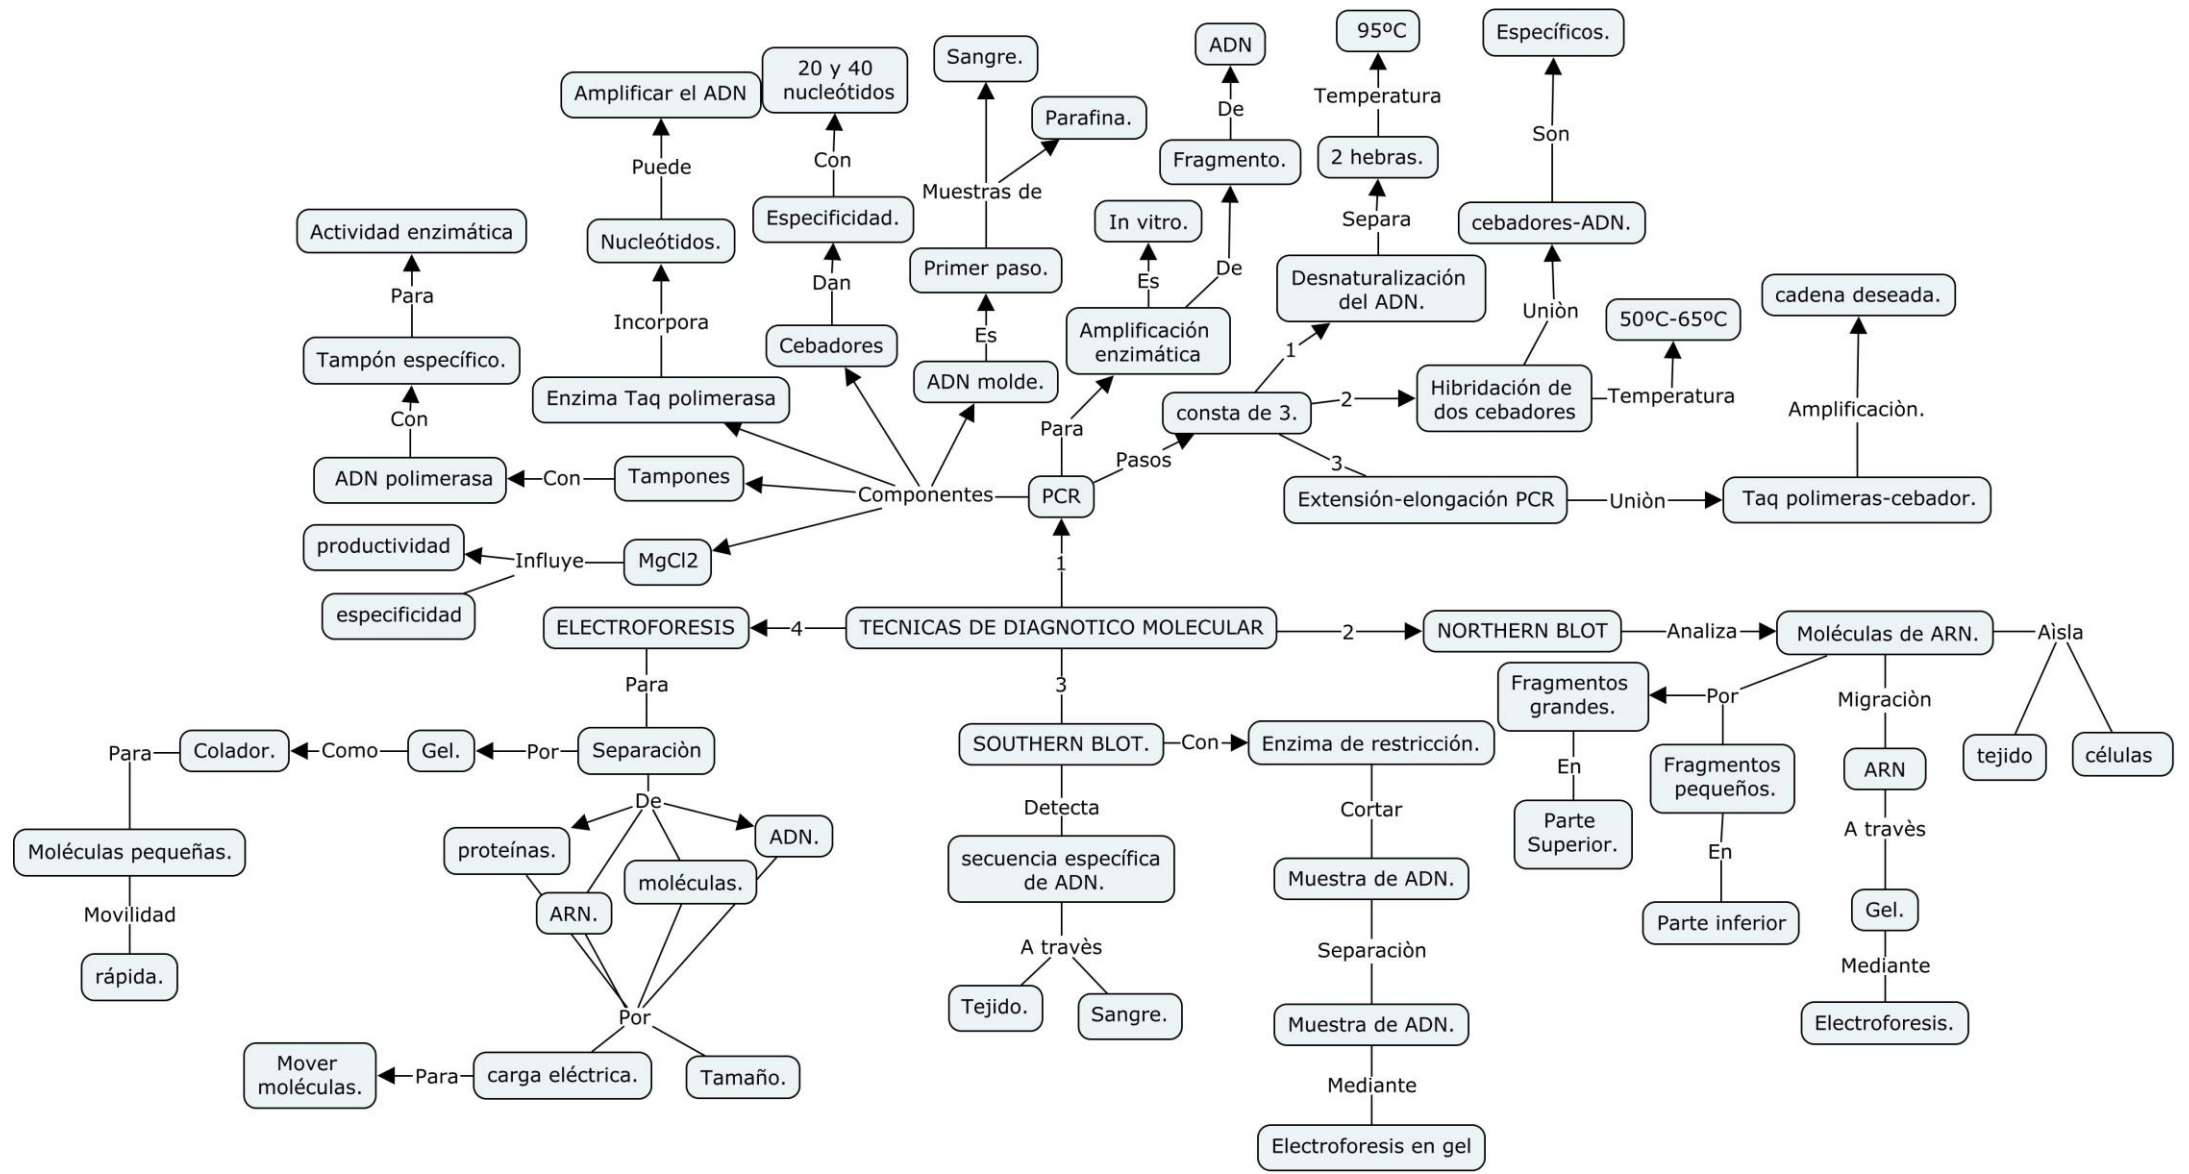 TECNICAS DE DIAGNOTICO MOLECULAR
1
PCR
Componentes
Tampones
Con
ADN polimerasa
Con
Tampón específico.
Para
Actividad enzimática
Enzima Taq polimerasa
Incorpora
Nucleótidos.
Puede
Amplificar el ADN
Cebadores
Dan
Especificidad.
Con
20 y 40
nucleótidos
ADN molde.
Es
Primer paso.
Muestras de
Sangre.
Parafina.
MgCl2
Influye
productividad
especificidad
Para
Amplificación
enzimática
Es
In vitro.
De
Fragmento.
De
ADN
Pasos
consta de 3.
1
Desnaturalización
del ADN.
Separa
2 hebras.
Temperatura
95ºC
2
Hibridación de
dos cebadores
Uniòn
cebadores-ADN.
Son
Específicos.
Temperatura
50ºC-65ºC
3
Extensión-elongación PCR
Uniòn
Taq polimeras-cebador.
Amplificaciòn.
cadena deseada.
2
NORTHERN BLOT
Analiza
Moléculas de ARN.
Aìsla
tejido
células
Por
Fragmentos
grandes.
En
Parte
Superior.
Fragmentos
pequeños.
En
Parte inferior
Migraciòn
ARN
A travès
Gel.
Mediante
Electroforesis.
3
SOUTHERN BLOT.
Con
Enzima de restricción.
Cortar
Muestra de ADN.
Separaciòn
Muestra de ADN.
Mediante
Electroforesis en gel
Detecta
secuencia específica
de ADN.
A travès
Tejido.
Sangre.
4
ELECTROFORESIS
Para
Separaciòn
Por
Gel.
Como
Colador.
Para
Moléculas pequeñas.
Movilidad
rápida.
De
proteínas.
ARN.
moléculas.
ADN.
Por
carga eléctrica.
Tamaño.
Para
Mover
moléculas.